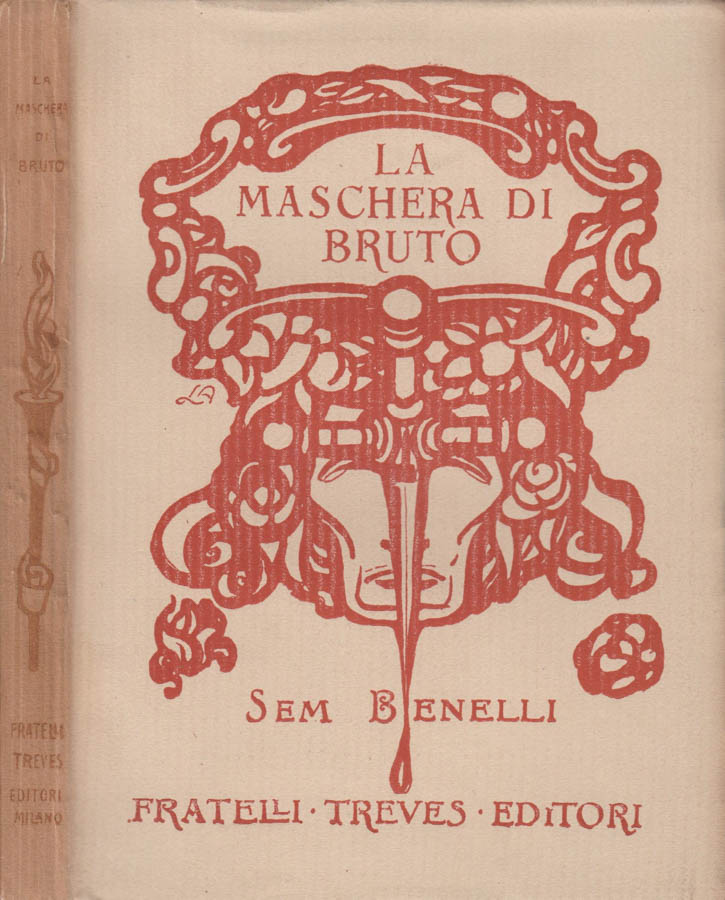 LA
MASCHERA
DI
BRUTO
FRATELLI
TREVES
EDITORI
MILANO
LA
MASCHERA DI
BRUTO
SEM BENELLI
FRATELLI · TREVES · EDITORI